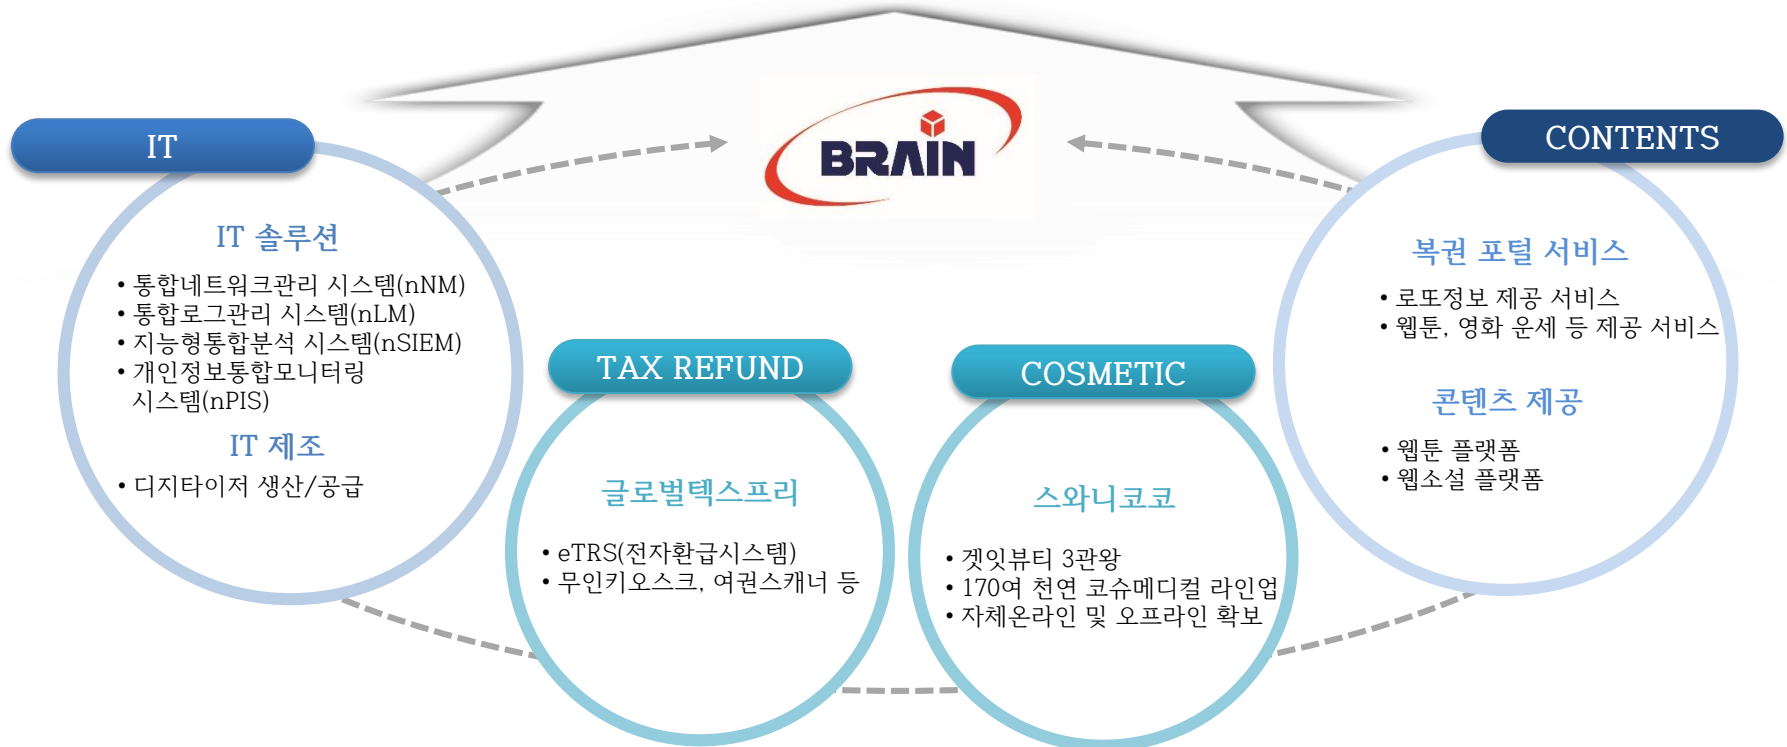 BRAIN
IT
IT 솔루션
• 통합네트워크관리 시스템(nNM)
• 통합로그관리 시스템(nLM)
• 지능형통합분석 시스템(nSIEM)
• 개인정보통합모니터링
시스템(nPIS)
IT 제조
• 디지타이저 생산/공급
TAX REFUND
글로벌텍스프리
• eTRS(전자환급시스템)
• 무인키오스크, 여권스캐너 등
COSMETIC
스와니코코
• 겟잇뷰티 3관왕
• 170여 천연 코슈메디컬 라인업
• 자체온라인 및 오프라인 확보
CONTENTS
복권 포털 서비스
• 로또정보 제공 서비스
• 웹툰, 영화 운세 등 제공 서비스
콘텐츠 제공
• 웹툰 플랫폼
• 웹소설 플랫폼